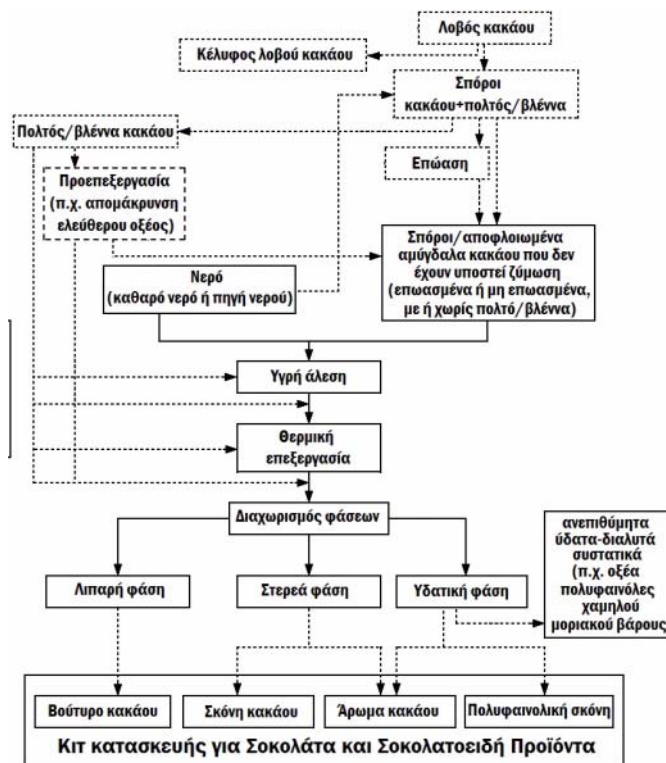 Λοβός κακάου
Κέλυφος λοβού κακάου
Σπόροι
κακάου+πολτός/βλέννα
Πολτός/βλέννα κακάου
Επώαση
Προεπεξεργασία
(π.χ. απομάκρυνση
ελεύθερου οξέος)
Σπόροι/αποφλοιωμένα
αμύγδαλα κακάου που δεν
έχουν υποστεί ζύμωση
(επωασμένα ή μη επωασμένα,
με ή χωρίς πολτό/βλέννα)
Νερό
(καθαρό νερό ή πηγή νερού)
Υγρή άλεση
Θερμική
επεξεργασία
Διαχωρισμός φάσεων
ανεπιθύμητα
ύδατα-διαλυτά
συστατικά
(π.χ. οξέα
πολυφαινόλες
χαμηλού
μοριακού βάρους
Λιπαρή φάση
Στερεά φάση
Υδατική φάση
Βούτυρο κακάου
Σκόνη κακάου
Άρωμα κακάου
Πολυφαινολική σκόνη
Κιτ κατασκευής για Σοκολάτα και Σοκολατοειδή Προϊόντα